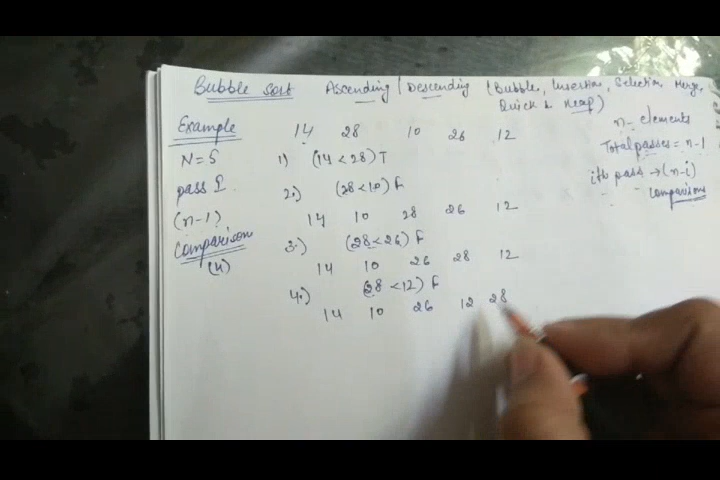 Bubble Sort Ascending / Descending (Bubble, Insertion, Selection, Merge,
Quick & Heap)
n- elements
Total passes = n-1
ith pass → (n-i)
comparisons
Example 14 28 10 26 12
N=5 1) (14 < 28) T
pass 1. 2.) (28 < 10) F
(n-1) 14 10 28 26 12
Comparison 3.) (28 < 26) F
(4) 14 10 26 28 12
4.) (28 < 12) F
14 10 26 12 28